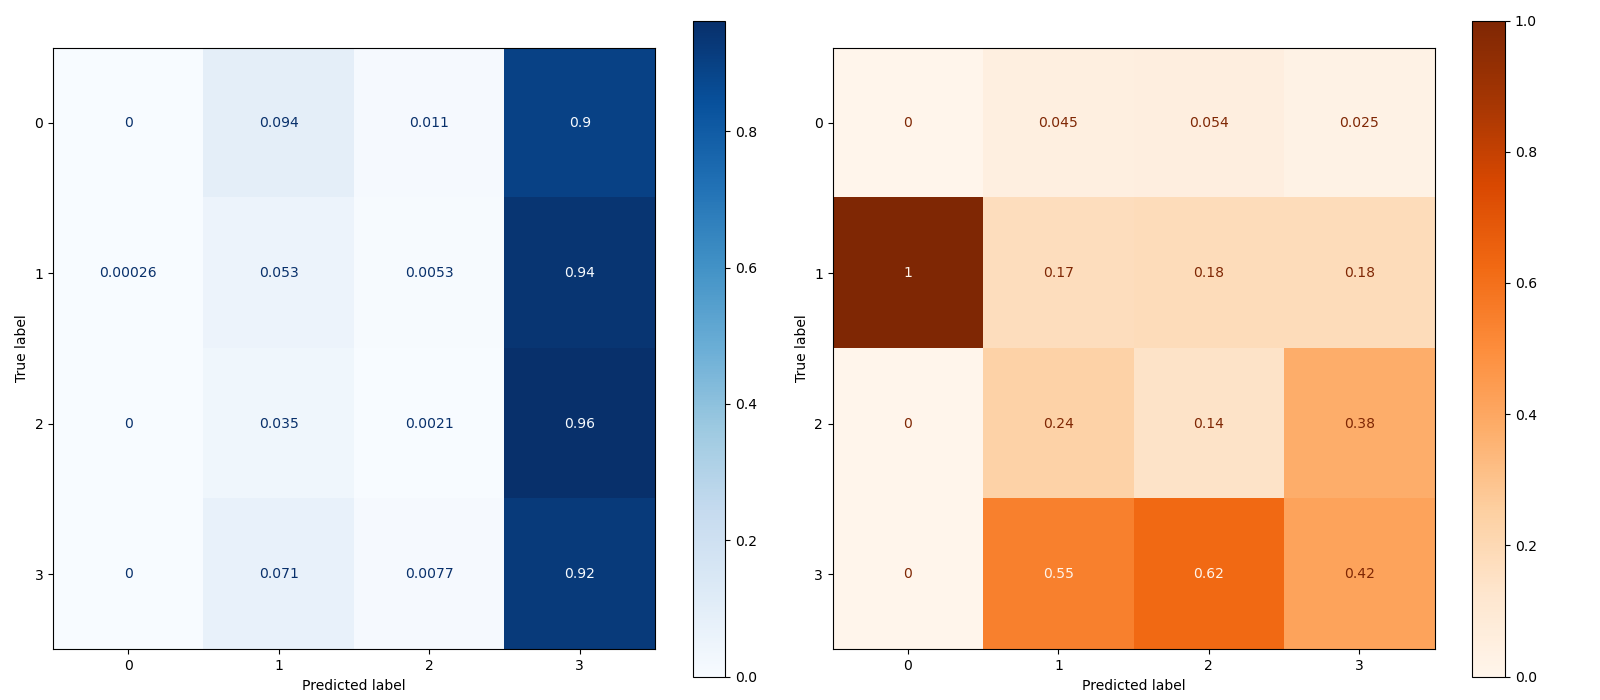 0 0 0.094 0.011 0.9
1 0.00026 0.053 0.0053 0.94
2 0 0.035 0.0021 0.96
3 0 0.071 0.0077 0.92
0 1 2 3
Predicted label
True label
0.8
0.6
0.4
0.2
0.0
0 0 0.045 0.054 0.025
1 1 0.17 0.18 0.18
2 0 0.24 0.14 0.38
3 0 0.55 0.62 0.42
0 1 2 3
Predicted label
True label
1.0
0.8
0.6
0.4
0.2
0.0